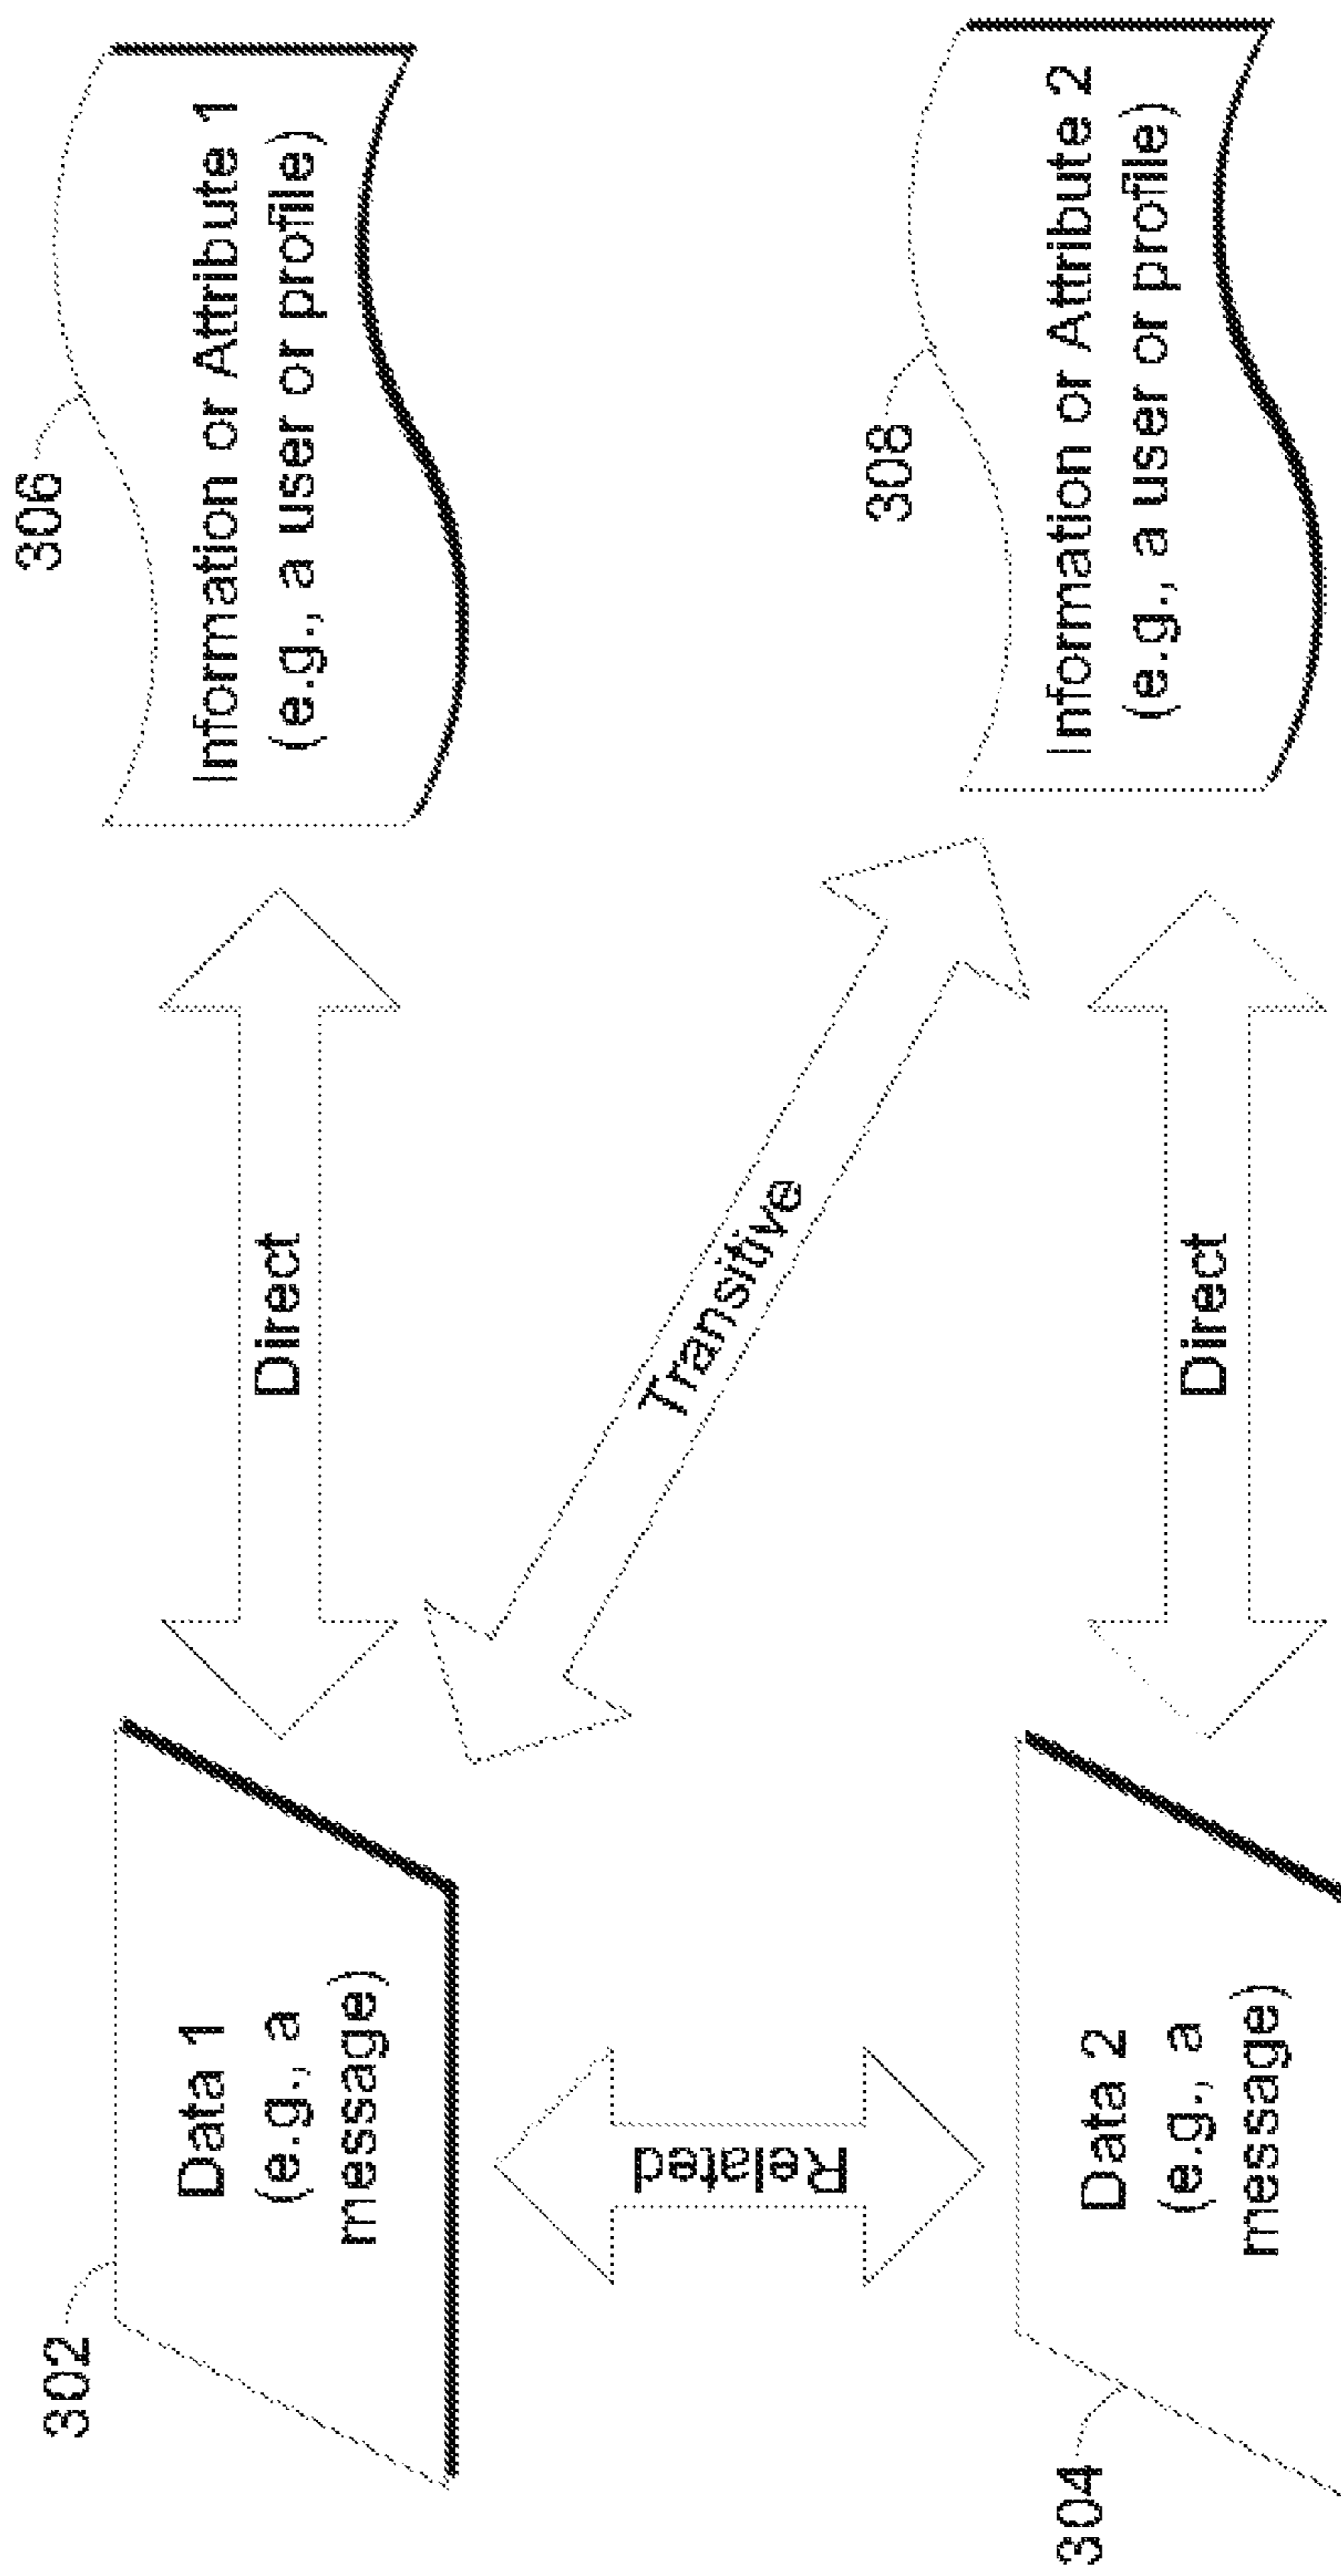 302
Data 1
(e.g., a
message)
Direct
306
Information or Attribute 1
(e.g., a user or profile)
Related
Transitive
304
Data 2
(e.g., a
message)
Direct
308
Information or Attribute 2
(e.g., a user or profile)